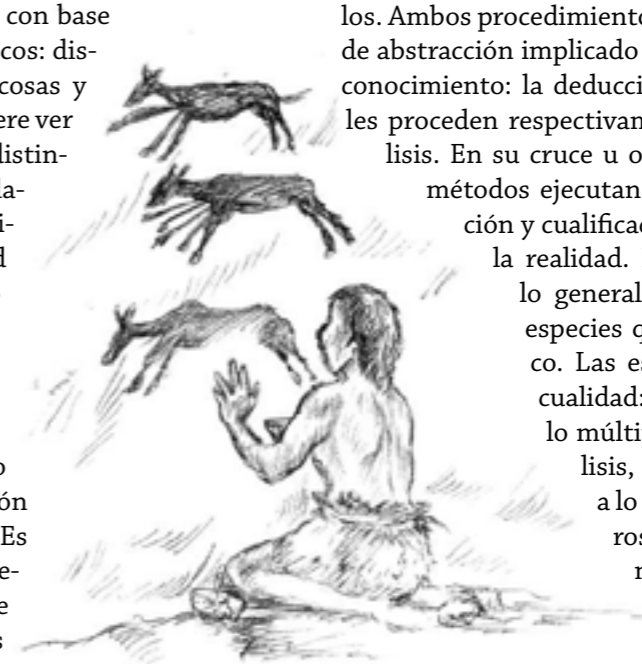 con base
cos: dis-
cosas y
ere ver
distin-
la-
i-
d
o
ón
Es
e-
e
s
los. Ambos procedimiento
de abstracción implicado
conocimiento: la deducci
les proceden respectivan
lisis. En su cruce u o
métodos ejecutan
ción y cualificac
la realidad.
lo general
especies q
co. Las es
cualidad:
lo múlti
lisis,
a lo
ros
n